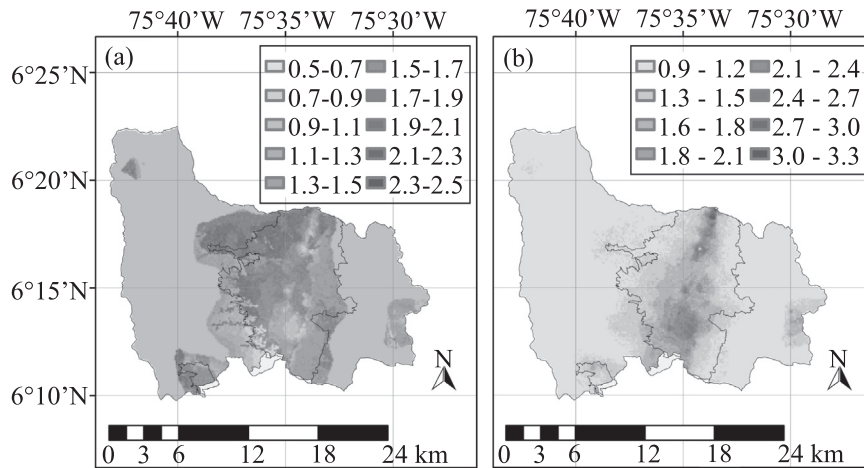 75°40’W 75°35’W 75°30’W
75°40’W 75°35’W 75°30’W
6°25’N
6°20’N
6°15’N
6°10’N
(a)
0.5-0.7 1.5-1.7
0.7-0.9 1.7-1.9
0.9-1.1 1.9-2.1
1.1-1.3 2.1-2.3
1.3-1.5 2.3-2.5
N
0 3 6 12 18 24 km
(b)
0.9 - 1.2 2.1 - 2.4
1.3 - 1.5 2.4 - 2.7
1.6 - 1.8 2.7 - 3.0
1.8 - 2.1 3.0 - 3.3
N
0 3 6 12 18 24 km